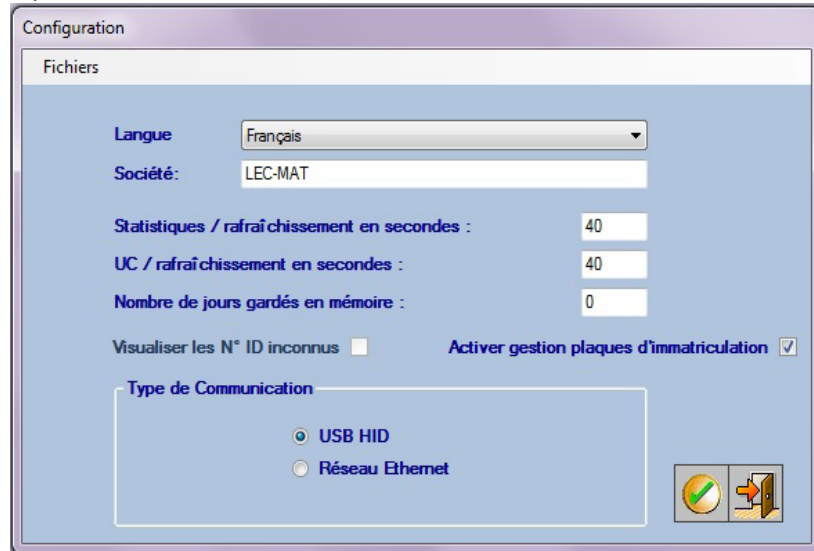 Configuration
Fichiers
Langue Français
Société: LEC-MAT
Statistiques / rafraîchissement en secondes : 40
UC / rafraîchissement en secondes : 40
Nombre de jours gardés en mémoire : 0
Visualiser les N° ID inconnus Activer gestion plaques d'immatriculation
Type de Communication
USB HID
Réseau Ethernet